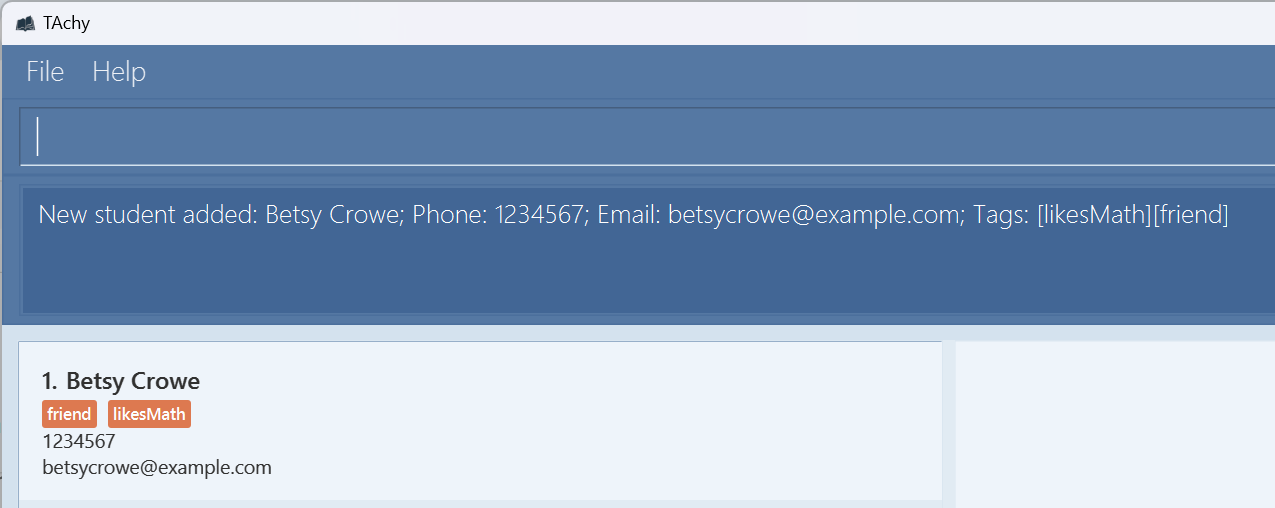 TAchy
File Help
New student added: Betsy Crowe; Phone: 1234567; Email: betsycrowe@example.com; Tags: [likesMath][friend]
1. Betsy Crowe
friend likesMath
1234567
betsycrowe@example.com